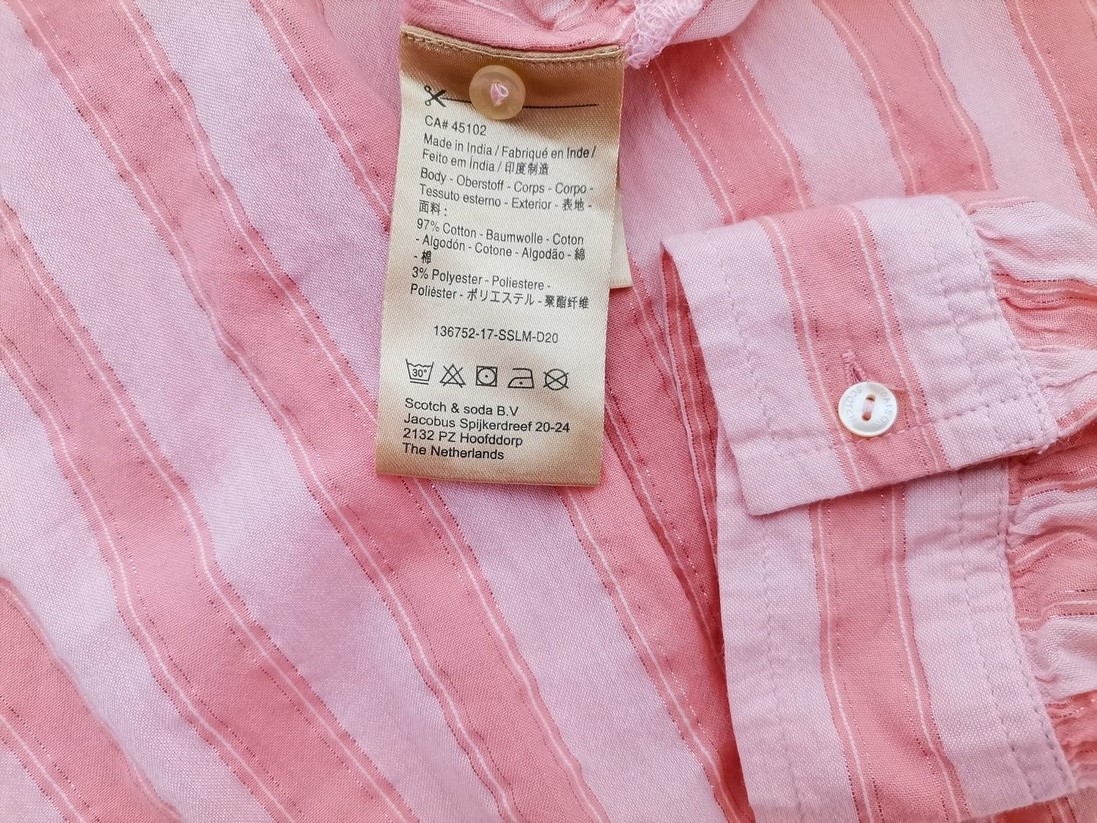 CA# 45102
Made in India / Fabriqué en Inde /
Feito em Índia / 印度制造
Body - Oberstoff - Corps - Corpo -
Tessuto esterno - Exterior - 表地 -
面料 :
97% Cotton - Baumwolle - Coton
- Algodón - Cotone - Algodão - 綿
- 棉
3% Polyester - Poliestere -
Poliéster - ポリエステル - 聚酯纤维
136752-17-SSLM-D20
30°
Scotch & soda B.V
Jacobus Spijkerdreef 20-24
2132 PZ Hoofddorp
The Netherlands